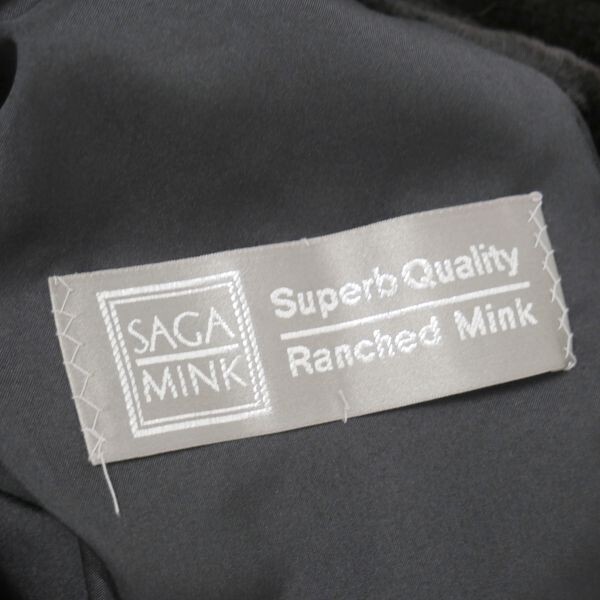 SAGA
MINK
Superb Quality
Ranched Mink